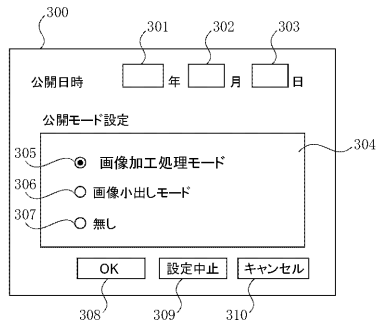 300
301 302 303
公開日時 年 月 日
公開モード設定
304
305 画像加工処理モード
306 画像小出しモード
307 無し
OK 設定中止 キャンセル
308 309 310